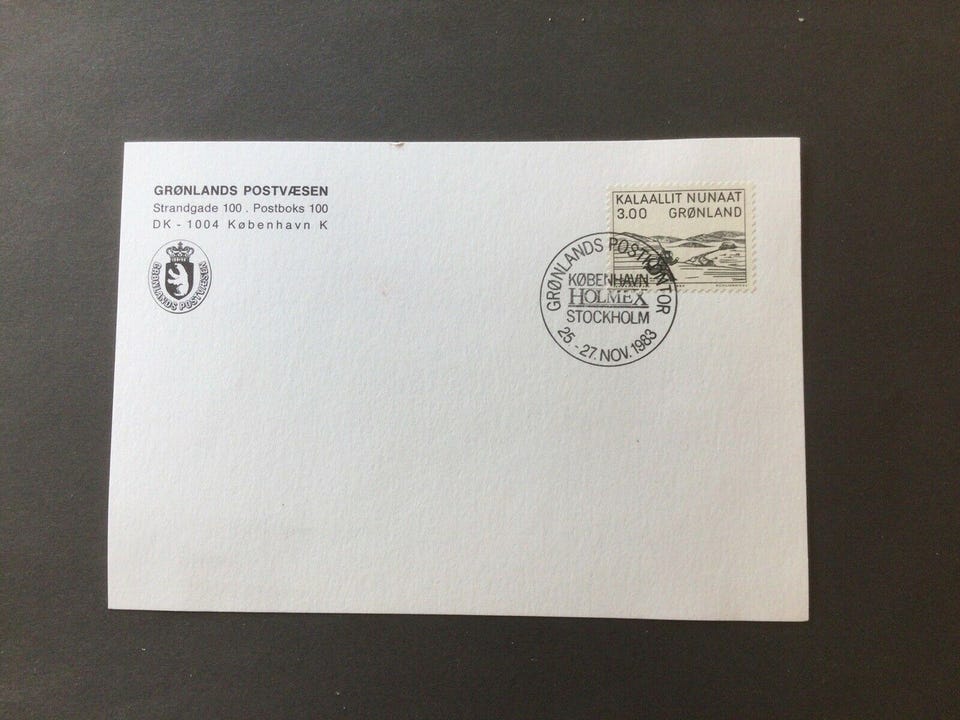 GRØNLANDS POSTVÆSEN
Strandgade 100 . Postboks 100
DK - 1004 København K
GRØNLANDS POSTVÆSEN
KALAALLIT NUNAAT
3.00 GRØNLAND
GRØNLANDS POSTKONTOR
KØBENHAVN
HOLMEX
STOCKHOLM
25.-27. NOV. 1983